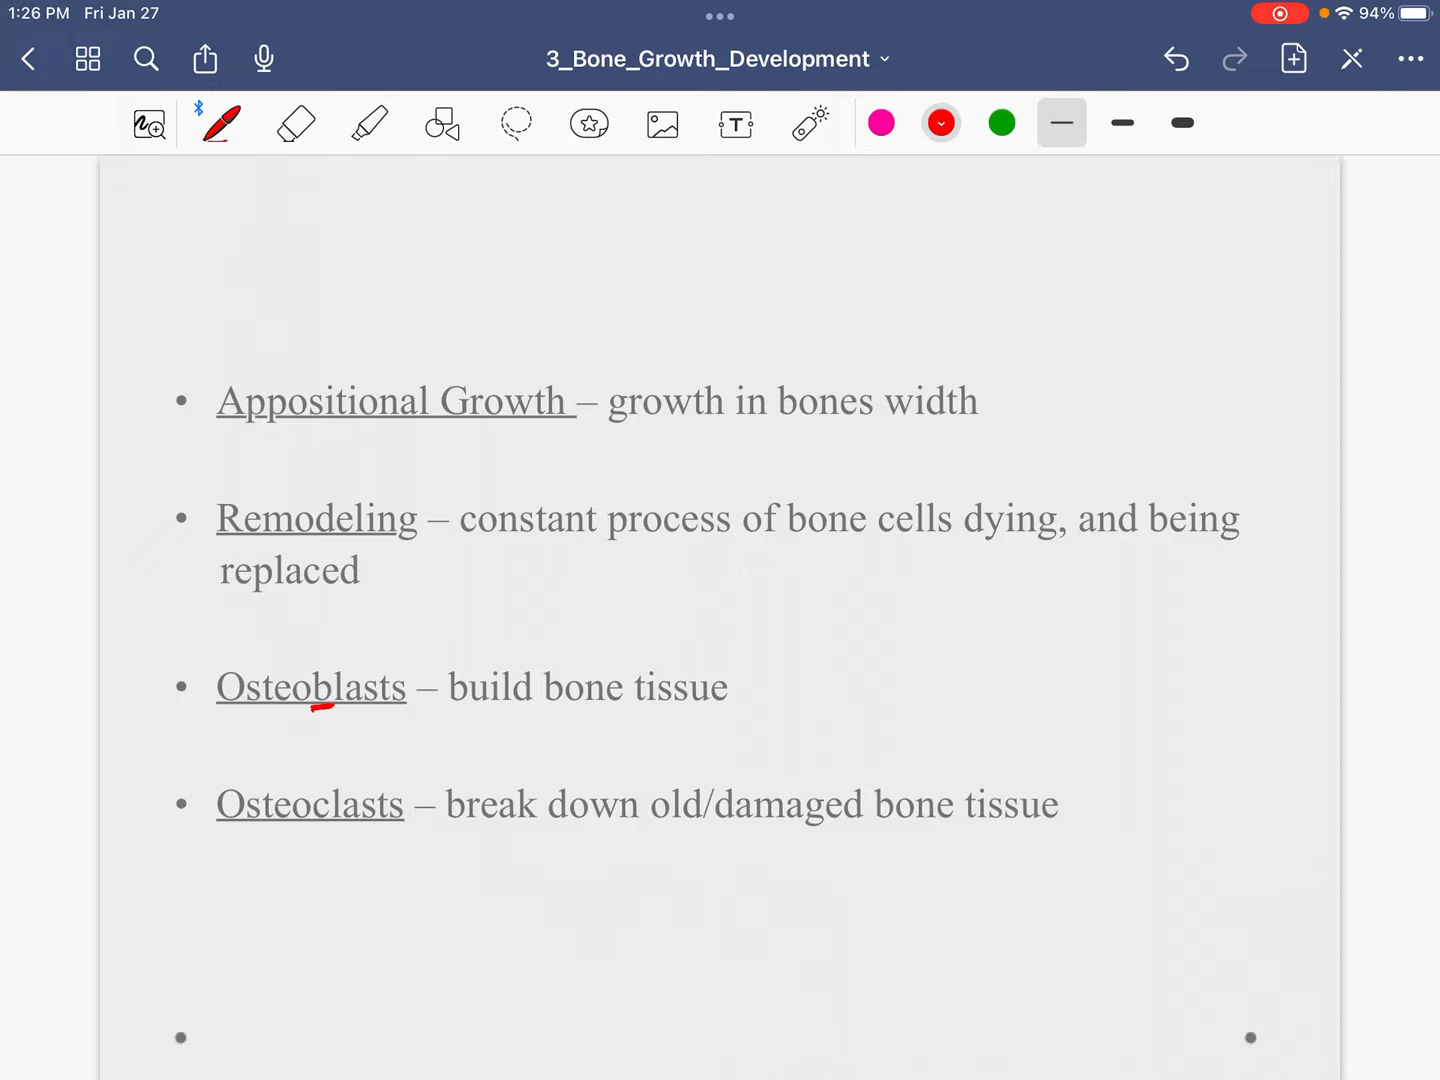 1:26 PM Fri Jan 27
94%
3_Bone_Growth_Development
T
• Appositional Growth – growth in bones width
• Remodeling – constant process of bone cells dying, and being
replaced
• Osteoblasts – build bone tissue
• Osteoclasts – break down old/damaged bone tissue